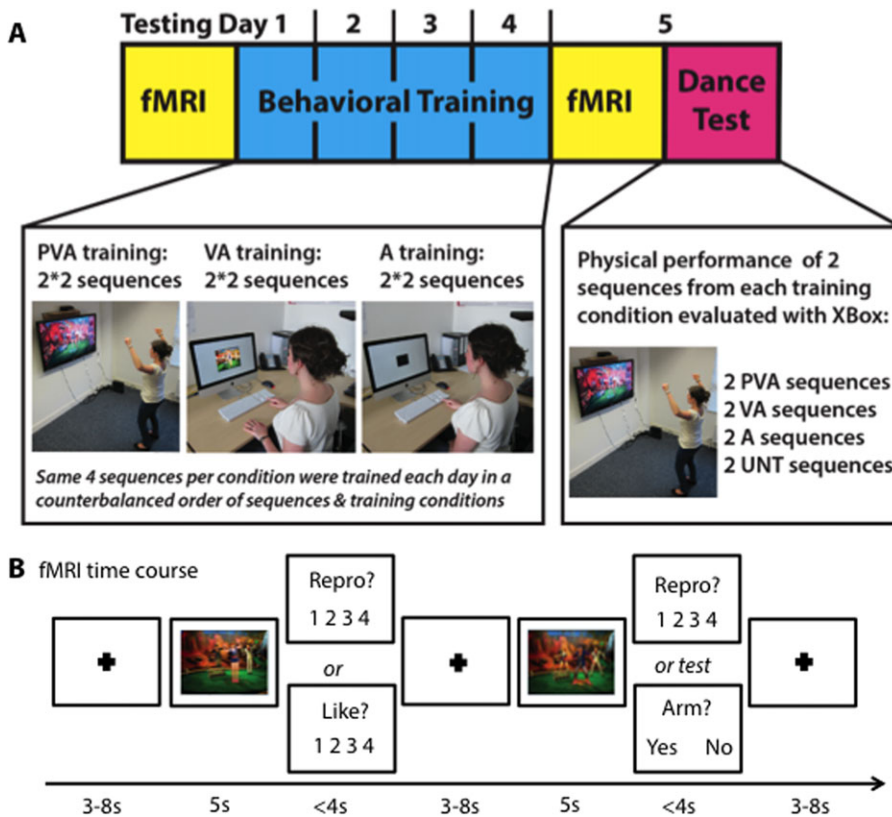 A
Testing Day 1 2 3 4 5
fMRI Behavioral Training fMRI Dance
Test
PVA training:
2*2 sequences
VA training:
2*2 sequences
A training:
2*2 sequences
Same 4 sequences per condition were trained each day in a
counterbalanced order of sequences & training conditions
Physical performance of 2
sequences from each training
condition evaluated with XBox:
2 PVA sequences
2 VA sequences
2 A sequences
2 UNT sequences
B fMRI time course
Repro?
1 2 3 4
or
Like?
1 2 3 4
Repro?
1 2 3 4
or test
Arm?
Yes No
3-8s 5s <4s 3-8s 5s <4s 3-8s